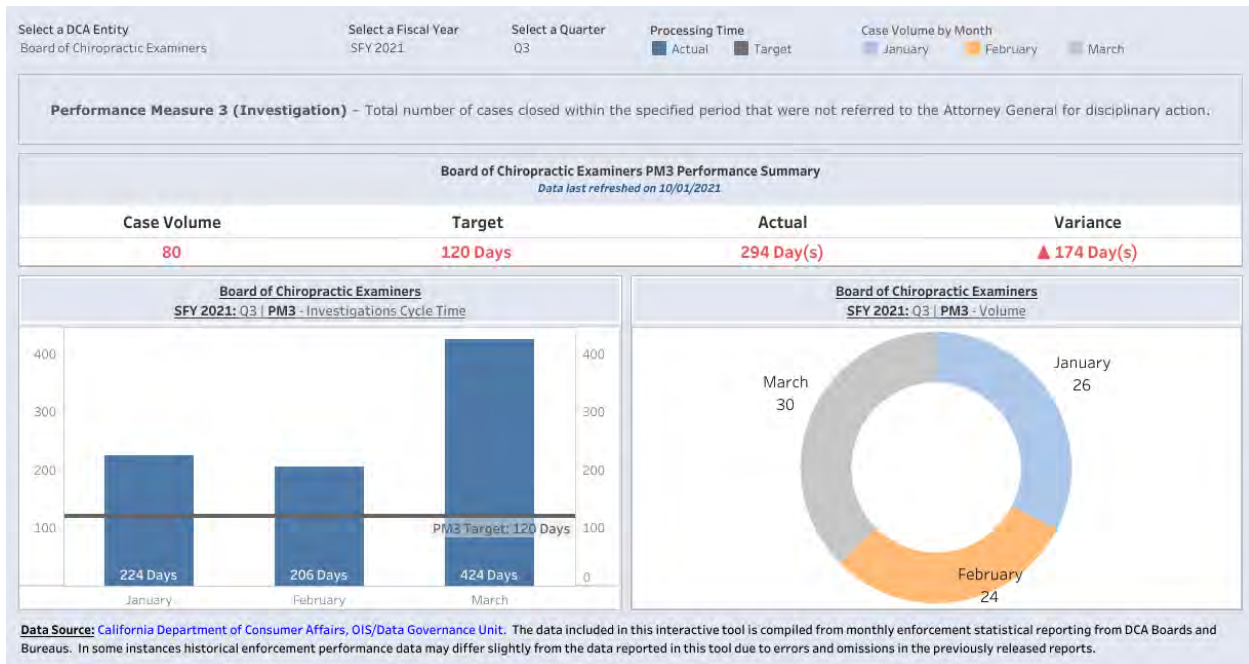 Select a DCA Entity
Board of Chiropractic Examiners
Select a Fiscal Year
SFY 2021
Select a Quarter
Q3
Processing Time
Actual
Target
Case Volume by Month
January
February
March
Performance Measure 3 (Investigation) – Total number of cases closed within the specified period that were not referred to the Attorney General for disciplinary action.
Board of Chiropractic Examiners PM3 Performance Summary
Data last refreshed on 10/01/2021
Case Volume Target Actual Variance
80 120 Days 294 Day(s) ▲ 174 Day(s)
Board of Chiropractic Examiners
SFY 2021: Q3 | PM3 - Investigations Cycle Time
400 400
300 300
200 200
100 PM3 Target: 120 Days 100
224 Days 206 Days 424 Days 0
January February March
Board of Chiropractic Examiners
SFY 2021: Q3 | PM3 - Volume
January
26
March
30
February
24
Data Source: California Department of Consumer Affairs, OIS/Data Governance Unit. The data included in this interactive tool is compiled from monthly enforcement statistical reporting from DCA Boards and
Bureaus. In some instances historical enforcement performance data may differ slightly from the data reported in this tool due to errors and omissions in the previously released reports.